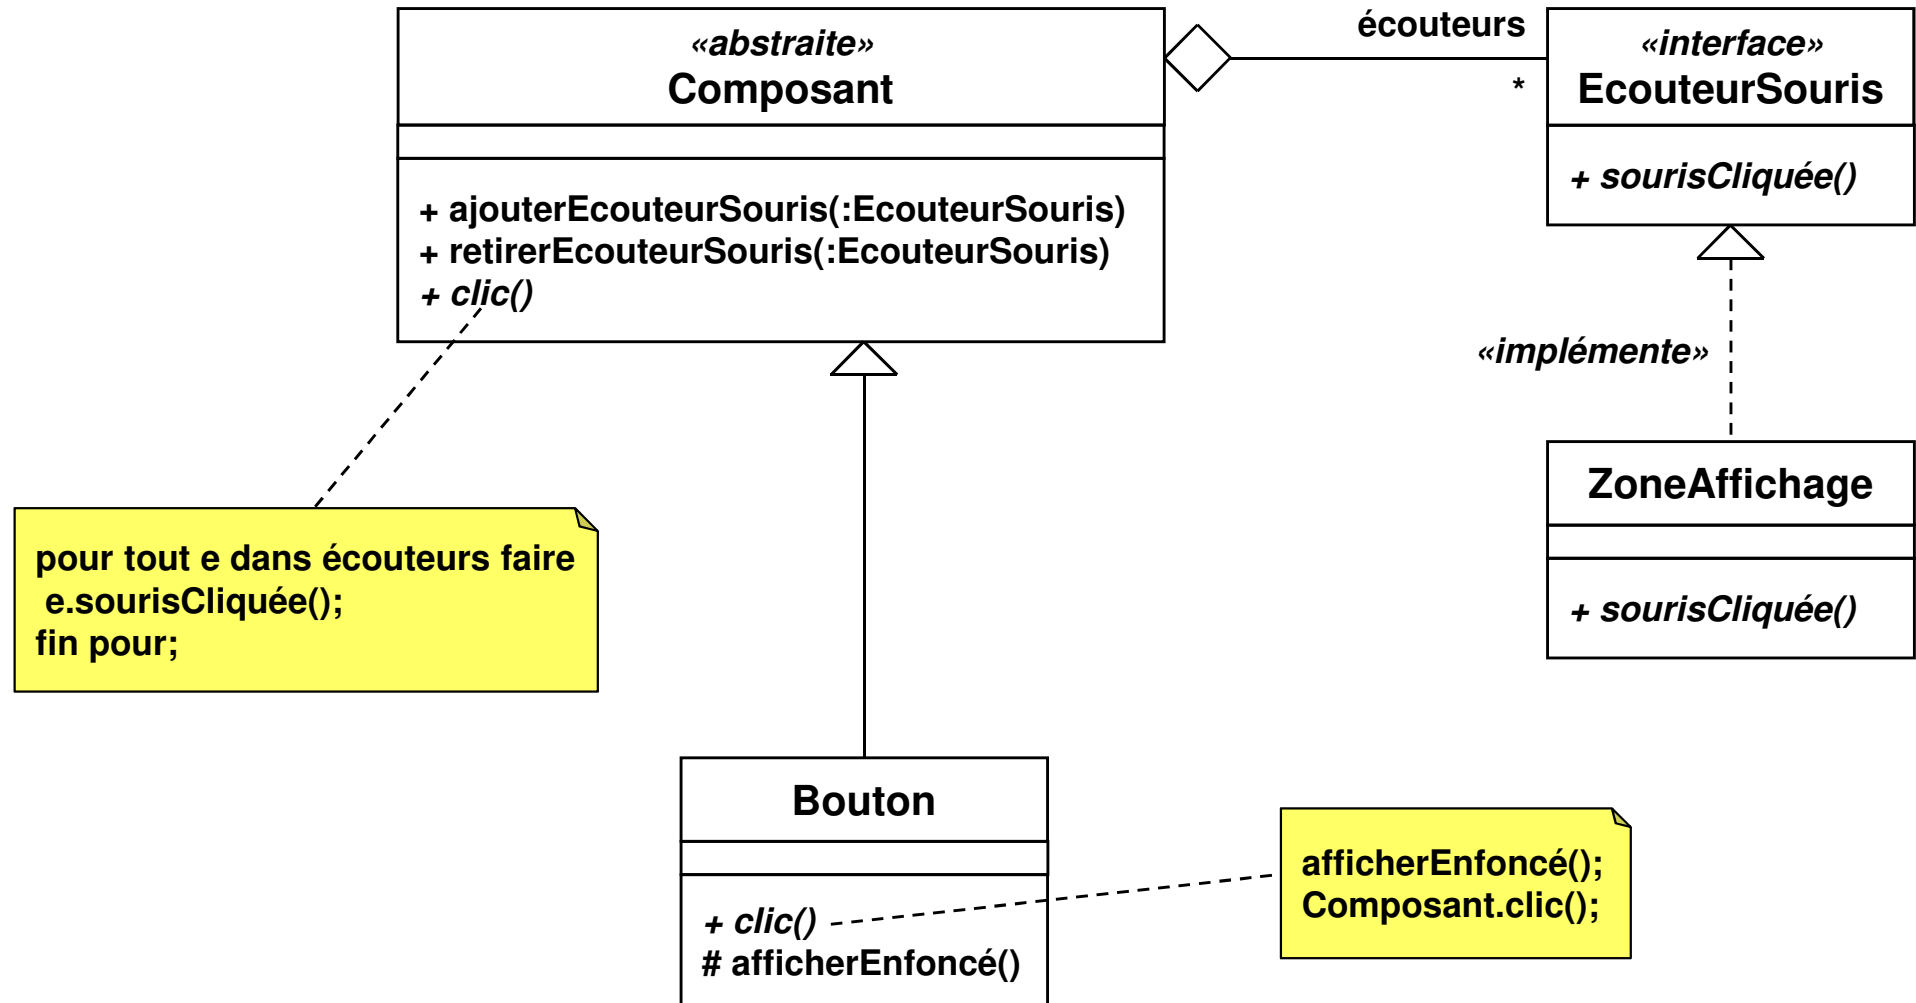 «abstraite»
Composant
+ ajouterEcouteurSouris(:EcouteurSouris)
+ retirerEcouteurSouris(:EcouteurSouris)
+ clic()
écouteurs
*
«interface»
EcouteurSouris
+ sourisCliquée()
«implémente»
ZoneAffichage
+ sourisCliquée()
pour tout e dans écouteurs faire
e.sourisCliquée();
fin pour;
Bouton
+ clic()
# afficherEnfoncé()
afficherEnfoncé();
Composant.clic();